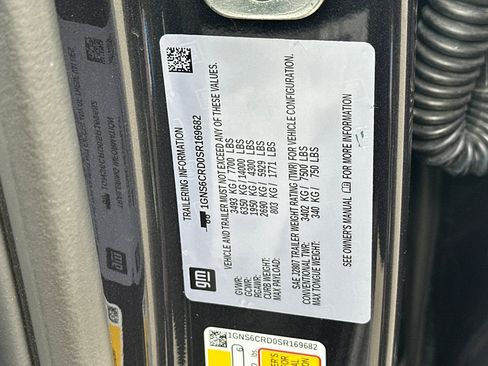 TRAILERING INFORMATION
1GNS6CRD0SR169682
VEHICLE AND TRAILER MUST NOT EXCEED ANY OF THESE VALUES.
GVWR: 3493 KG / 7700 LBS
GCWR: 6350 KG / 14000 LBS
RGAWR: 1950 KG / 4300 LBS
CURB WEIGHT: 2690 KG / 5929 LBS
MAX PAYLOAD: 803 KG / 1771 LBS
SAE J2807 TRAILER WEIGHT RATING (TWR) FOR VEHICLE CONFIGURATION.
CONVENTIONAL TWR: 3402 KG / 7500 LBS
MAX TONGUE WEIGHT: 340 KG / 750 LBS
SEE OWNER'S MANUAL FOR MORE INFORMATION
gm
1GNS6CRD0SR169682